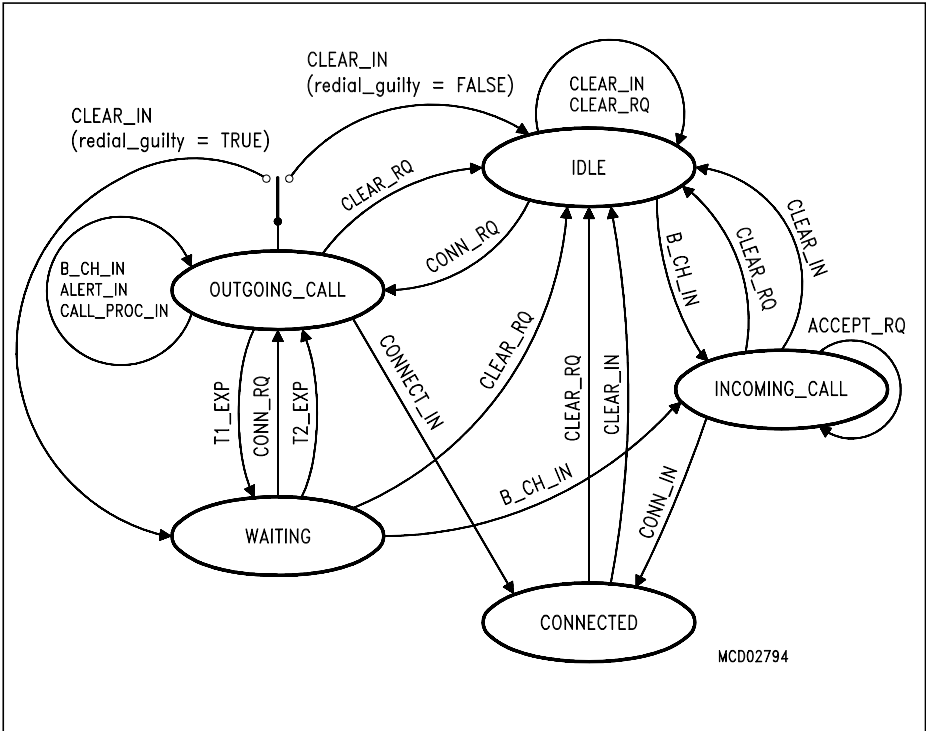 CLEAR_IN
(redial_guilty = FALSE)
CLEAR_IN
CLEAR_RQ
CLEAR_IN
(redial_guilty = TRUE)
IDLE
CLEAR_RQ
CONN_RQ
B_CH_IN
CLEAR_RQ
CLEAR_IN
B_CH_IN
ALERT_IN
CALL_PROC_IN
OUTGOING_CALL
ACCEPT_RQ
INCOMING_CALL
T1_EXP
CONN_RQ
T2_EXP
CONNECT_IN
CLEAR_RQ
CLEAR_RQ
CLEAR_IN
B_CH_IN
CONN_IN
WAITING
CONNECTED
MCD02794